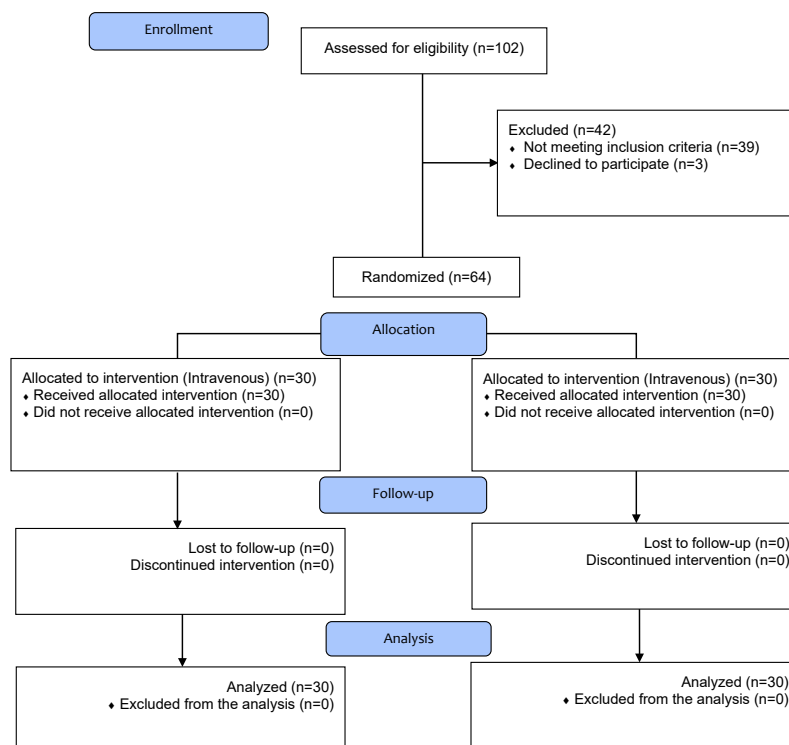 Enrollment
Assessed for eligibility (n=102)
Excluded (n=42)
⬧ Not meeting inclusion criteria (n=39)
⬧ Declined to participate (n=3)
Randomized (n=64)
Allocation
Allocated to intervention (Intravenous) (n=30)
⬧ Received allocated intervention (n=30)
⬧ Did not receive allocated intervention (n=0)
Allocated to intervention (Intravenous) (n=30)
⬧ Received allocated intervention (n=30)
⬧ Did not receive allocated intervention (n=0)
Follow-up
Lost to follow-up (n=0)
Discontinued intervention (n=0)
Lost to follow-up (n=0)
Discontinued intervention (n=0)
Analysis
Analyzed (n=30)
⬧ Excluded from the analysis (n=0)
Analyzed (n=30)
⬧ Excluded from the analysis (n=0)